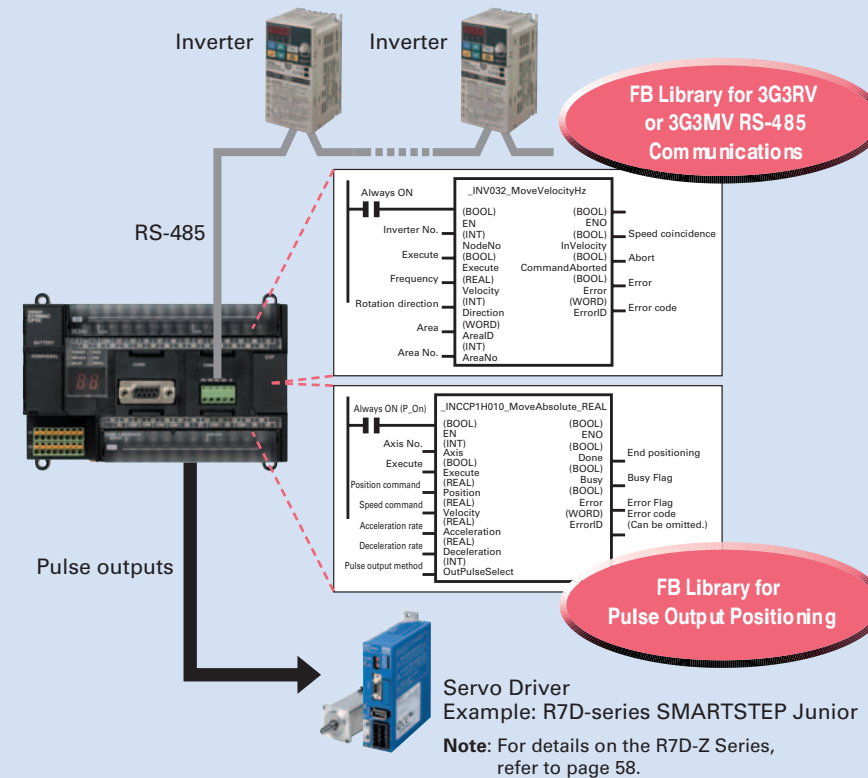 Inverter
Inverter
FB Library for 3G3RV
or 3G3MV RS-485
Communications
RS-485
Always ON
_INV032_MoveVelocityHz
(BOOL)
EN
(BOOL)
ENO
Inverter No.
(INT)
NodeNo
(BOOL)
InVelocity
Speed coincidence
Execute
(BOOL)
Execute
(BOOL)
CommandAborted
Abort
Frequency
(REAL)
Velocity
(BOOL)
Error
Error
Rotation direction
(INT)
Direction
(WORD)
ErrorID
Error code
Area
(WORD)
AreaID
Area No.
(INT)
AreaNo
BATTERY
PERIPHERAL
Always ON (P_On)
_INCCP1H010_MoveAbsolute_REAL
(BOOL)
EN
(BOOL)
ENO
Axis No.
(INT)
Axis
(BOOL)
Done
End positioning
Execute
(BOOL)
Execute
(BOOL)
Busy
Busy Flag
Position command
(REAL)
Position
(BOOL)
Error
Error Flag
Speed command
(REAL)
Velocity
(WORD)
ErrorID
Error code
(Can be omitted.)
Acceleration rate
(REAL)
Acceleration
Deceleration rate
(REAL)
Deceleration
Pulse output method
(INT)
OutPulseSelect
Pulse outputs
FB Library for
Pulse Output Positioning
Servo Driver
Example: R7D-series SMARTSTEP Junior
Note: For details on the R7D-Z Series,
refer to page 58.